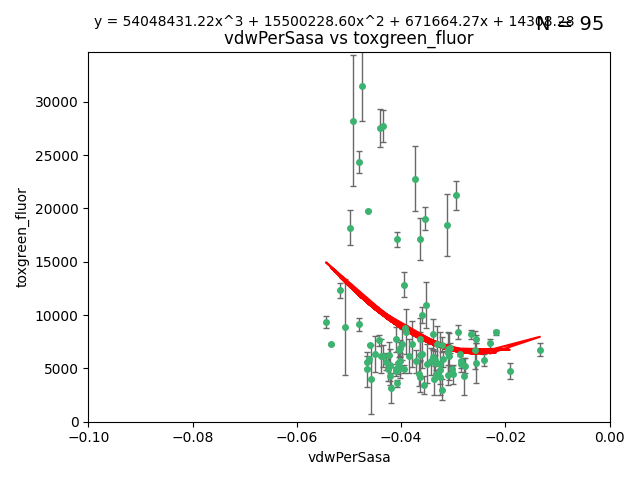 y = 54048431.22x^3 + 15500228.60x^2 + 671664.27x + 14308.28
N = 95
vdwPerSasa vs toxgreen_fluor
toxgreen_fluor
30000
25000
20000
15000
10000
5000
0
−0.10
−0.08
−0.06
−0.04
−0.02
0.00
vdwPerSasa